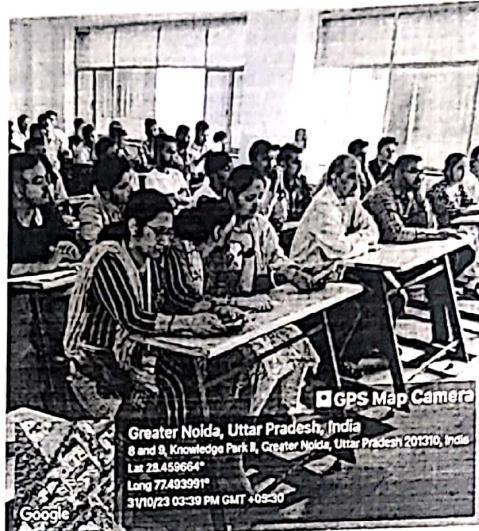 GPS Map Camera
Greater Noida, Uttar Pradesh, India
8 and 9, Knowledge Park II, Greater Noida, Uttar Pradesh 201310, India
Lat 28.459664°
Long 77.493991°
31/10/23 03:39 PM GMT +05:30
Google